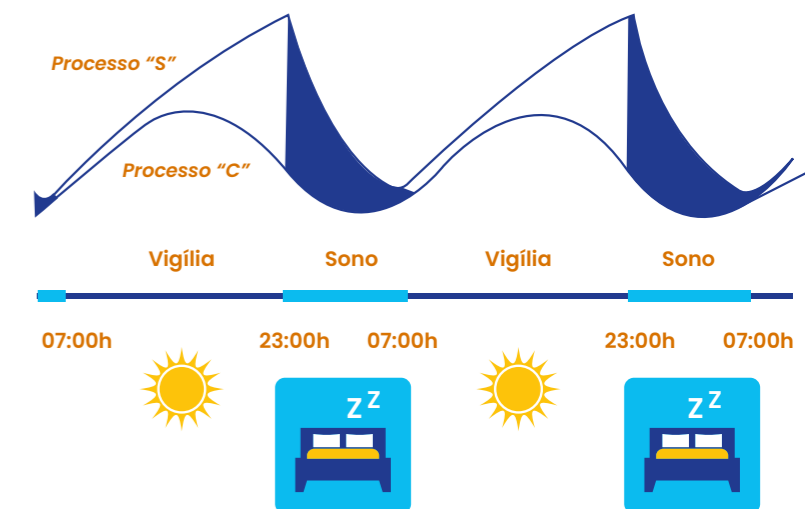 Processo “S”
Processo “C”
Vigília Sono Vigília Sono
07:00h 23:00h 07:00h 23:00h 07:00h
Z Z Z Z